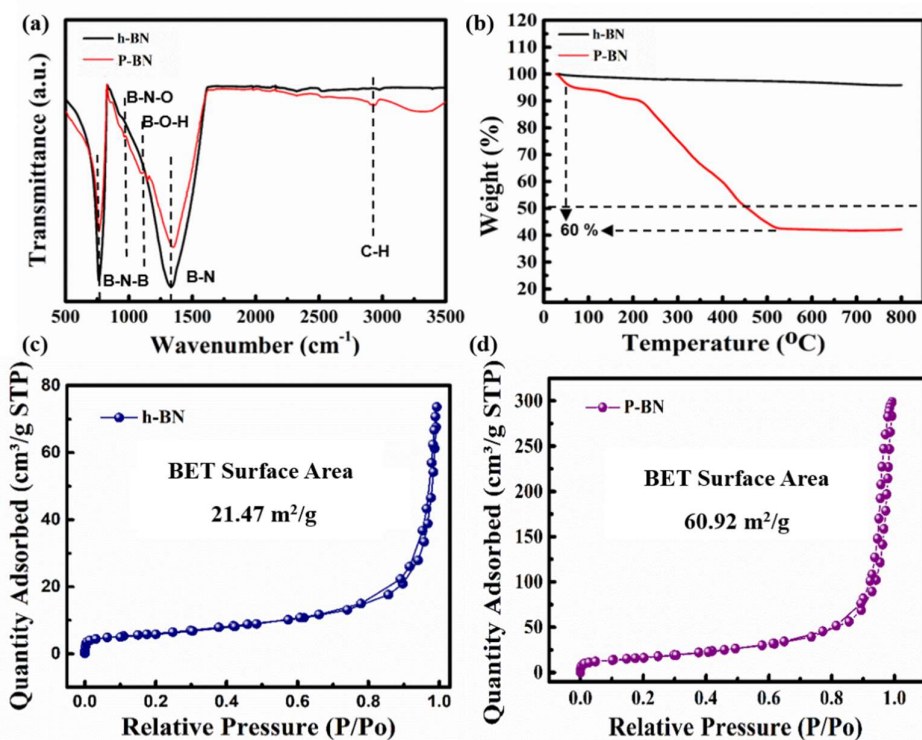 (a)
h-BN
P-BN
B-N-O
B-O-H
B-N-B
B-N
C-H
Transmittance (a.u.)
500 1000 1500 2000 2500 3000 3500
Wavenumber (cm⁻¹)
(b)
h-BN
P-BN
120
110
100
90
80
70
60
50
40
30
20
60 %
Weight (%)
0 200 400 600 800
Temperature (⁰C)
(c)
80
60
40
20
0
h-BN
BET Surface Area
21.47 m²/g
Quantity Adsorbed (cm³/g STP)
0.0 0.2 0.4 0.6 0.8 1.0
Relative Pressure (P/Po)
(d)
300
250
200
150
100
50
0
P-BN
BET Surface Area
60.92 m²/g
Quantity Adsorbed (cm³/g STP)
0.0 0.2 0.4 0.6 0.8 1.0
Relative Pressure (P/Po)